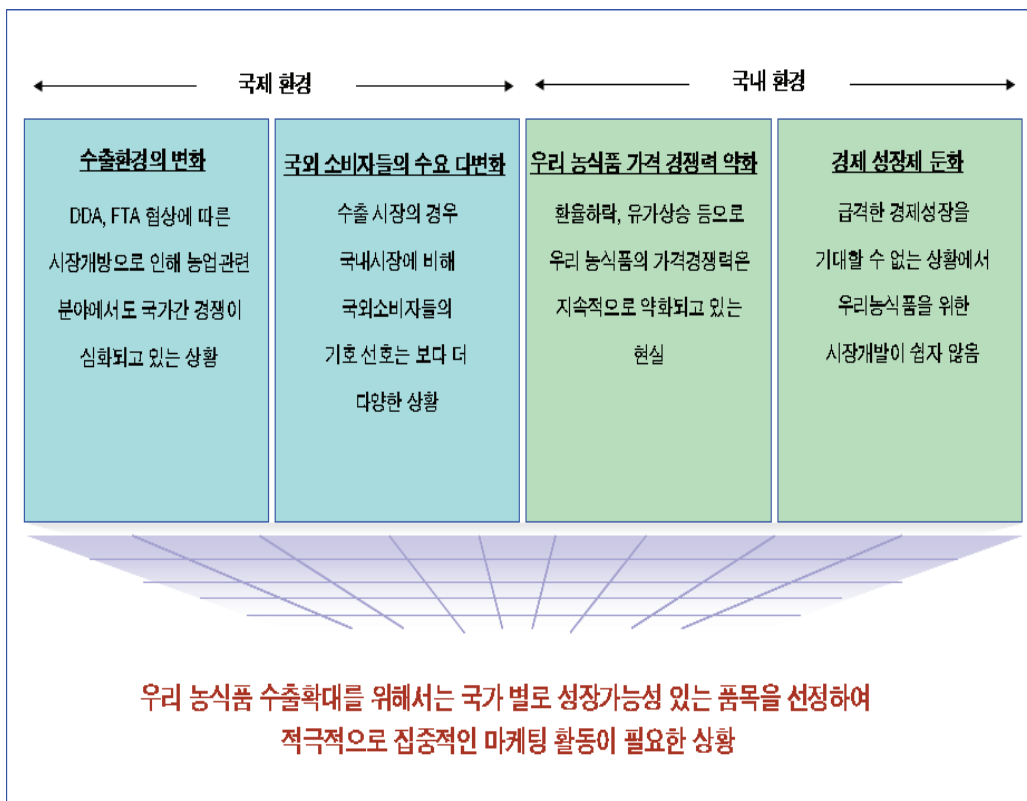 국제 환경
국내 환경
수출환경의 변화
DDA, FTA 협상에 따른
시장개방으로 인해 농업관련
분야에서도 국가간 경쟁이
심화되고 있는 상황
국외 소비자들의 수요 다변화
수출 시장의 경우
국내시장에 비해
국외소비자들의
기호 선호는 보다 더
다양한 상황
우리 농식품 가격 경쟁력 약화
환율하락, 유가상승 등으로
우리 농식품의 가격경쟁력은
지속적으로 약화되고 있는
현실
경제 성장제 둔화
급격한 경제성장을
기대할 수 없는 상황에서
우리농식품을 위한
시장개발이 쉽자 않음
우리 농식품 수출확대를 위해서는 국가 별로 성장가능성 있는 품목을 선정하여
적극적으로 집중적인 마케팅 활동이 필요한 상황